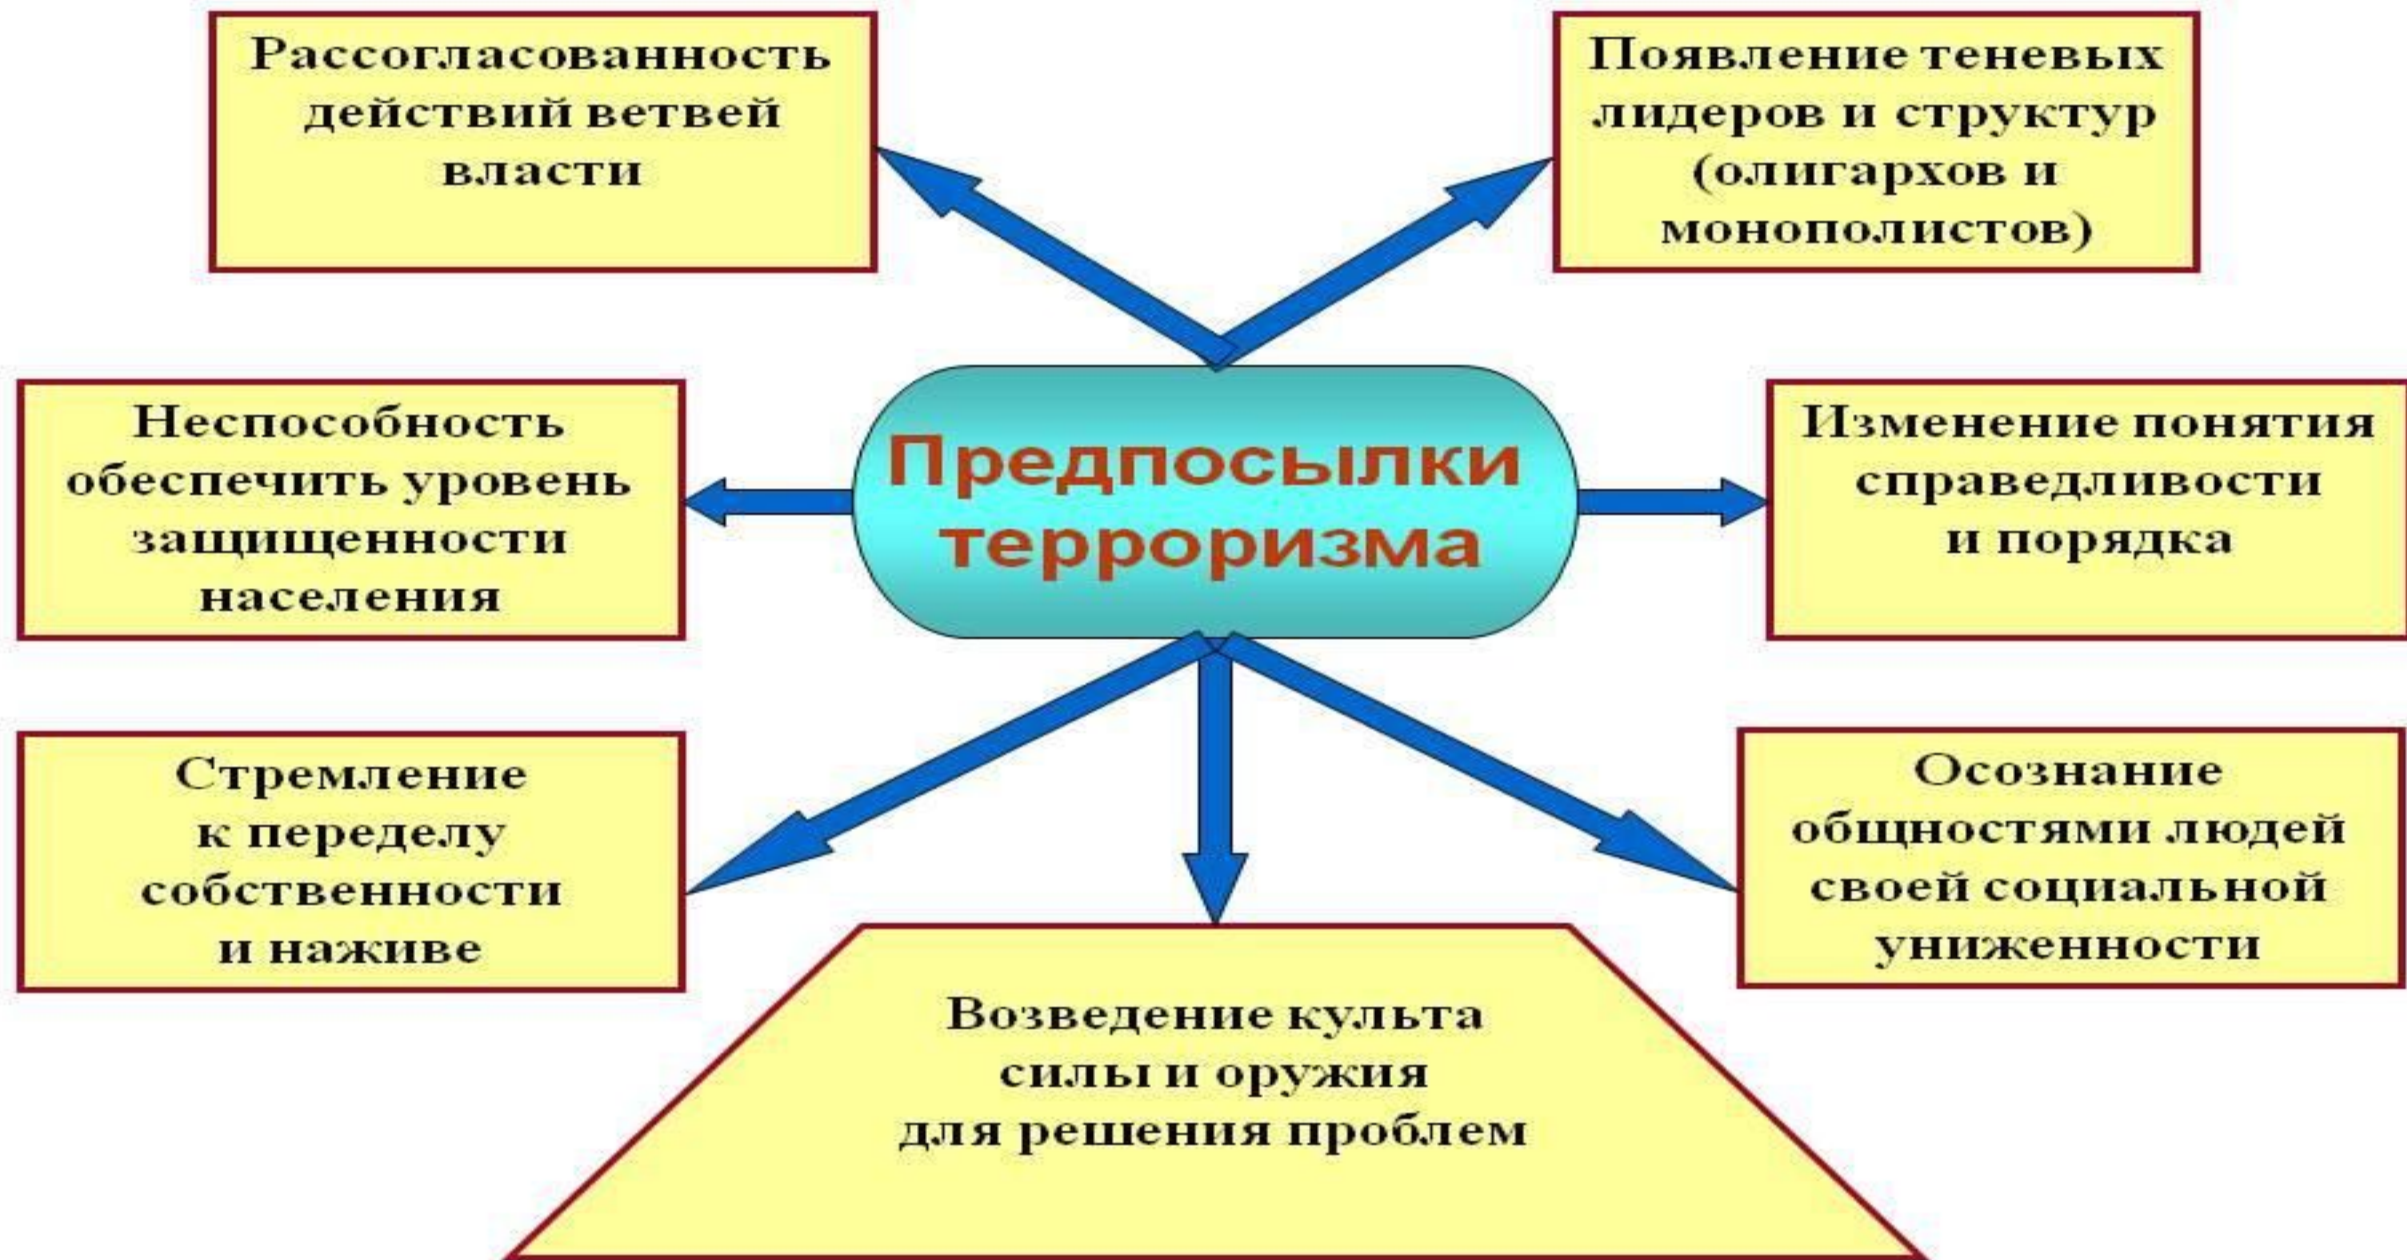 Рассогласованность
действий ветвей
власти
Появление теневых
лидеров и структур
(олигархов и
монополистов)
Неспособность
обеспечить уровень
защищенности
населения
Предпосылки
терроризма
Изменение понятия
справедливости
и порядка
Стремление
к переделу
собственности
и наживе
Возведение культа
силы и оружия
для решения проблем
Осознание
общностями людей
своей социальной
униженности